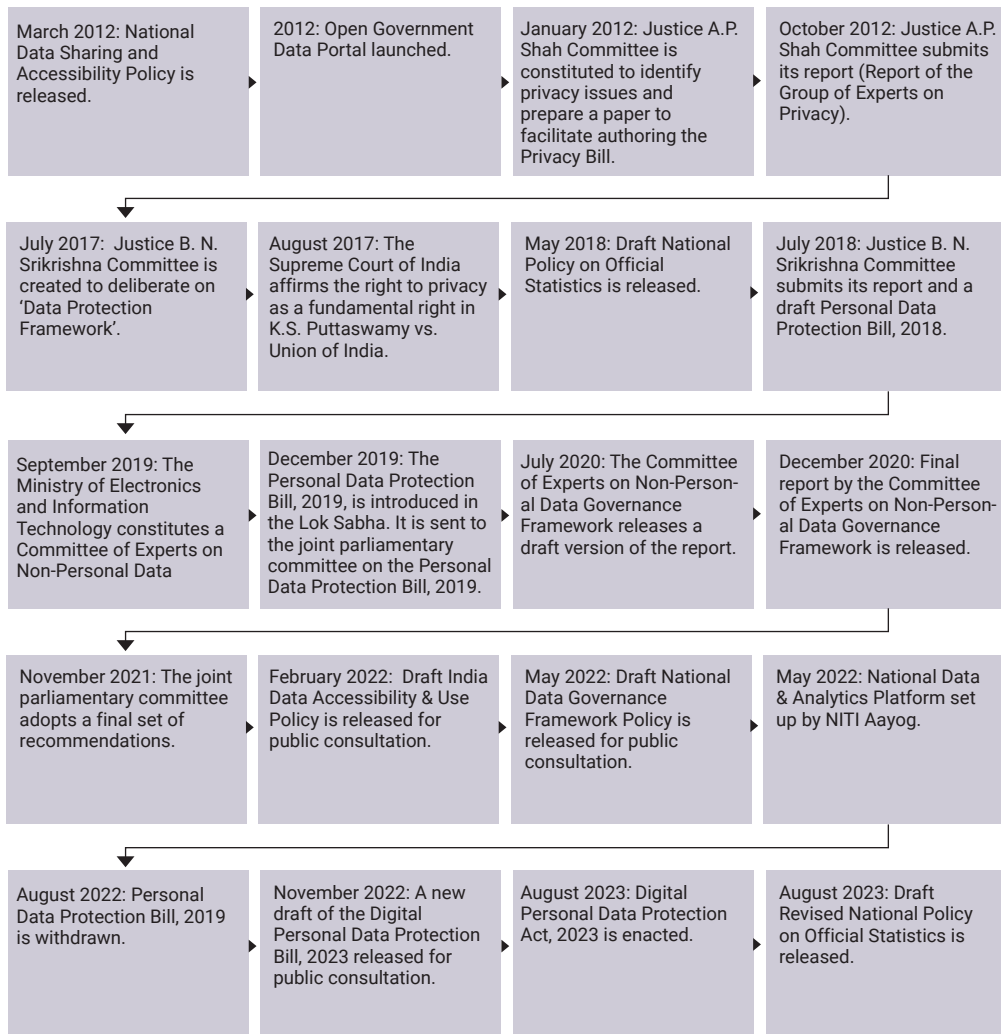 March 2012: National
Data Sharing and
Accessibility Policy is
released.
2012: Open Government
Data Portal launched.
January 2012: Justice A.P.
Shah Committee is
constituted to identify
privacy issues and
prepare a paper to
facilitate authoring the
Privacy Bill.
October 2012: Justice A.P.
Shah Committee submits
its report (Report of the
Group of Experts on
Privacy).
July 2017: Justice B. N.
Srikrishna Committee is
created to deliberate on
‘Data Protection
Framework’.
August 2017: The
Supreme Court of India
affirms the right to privacy
as a fundamental right in
K.S. Puttaswamy vs.
Union of India.
May 2018: Draft National
Policy on Official
Statistics is released.
July 2018: Justice B. N.
Srikrishna Committee
submits its report and a
draft Personal Data
Protection Bill, 2018.
September 2019: The
Ministry of Electronics
and Information
Technology constitutes a
Committee of Experts on
Non-Personal Data
December 2019: The
Personal Data Protection
Bill, 2019, is introduced in
the Lok Sabha. It is sent to
the joint parliamentary
committee on the Personal
Data Protection Bill, 2019.
July 2020: The Committee
of Experts on Non-Person-
al Data Governance
Framework releases a
draft version of the report.
December 2020: Final
report by the Committee
of Experts on Non-Person-
al Data Governance
Framework is released.
November 2021: The joint
parliamentary committee
adopts a final set of
recommendations.
February 2022: Draft India
Data Accessibility & Use
Policy is released for
public consultation.
May 2022: Draft National
Data Governance
Framework Policy is
released for public
consultation.
May 2022: National Data
& Analytics Platform set
up by NITI Aayog.
August 2022: Personal
Data Protection Bill, 2019
is withdrawn.
November 2022: A new
draft of the Digital
Personal Data Protection
Bill, 2023 released for
public consultation.
August 2023: Digital
Personal Data Protection
Act, 2023 is enacted.
August 2023: Draft
Revised National Policy
on Official Statistics is
released.